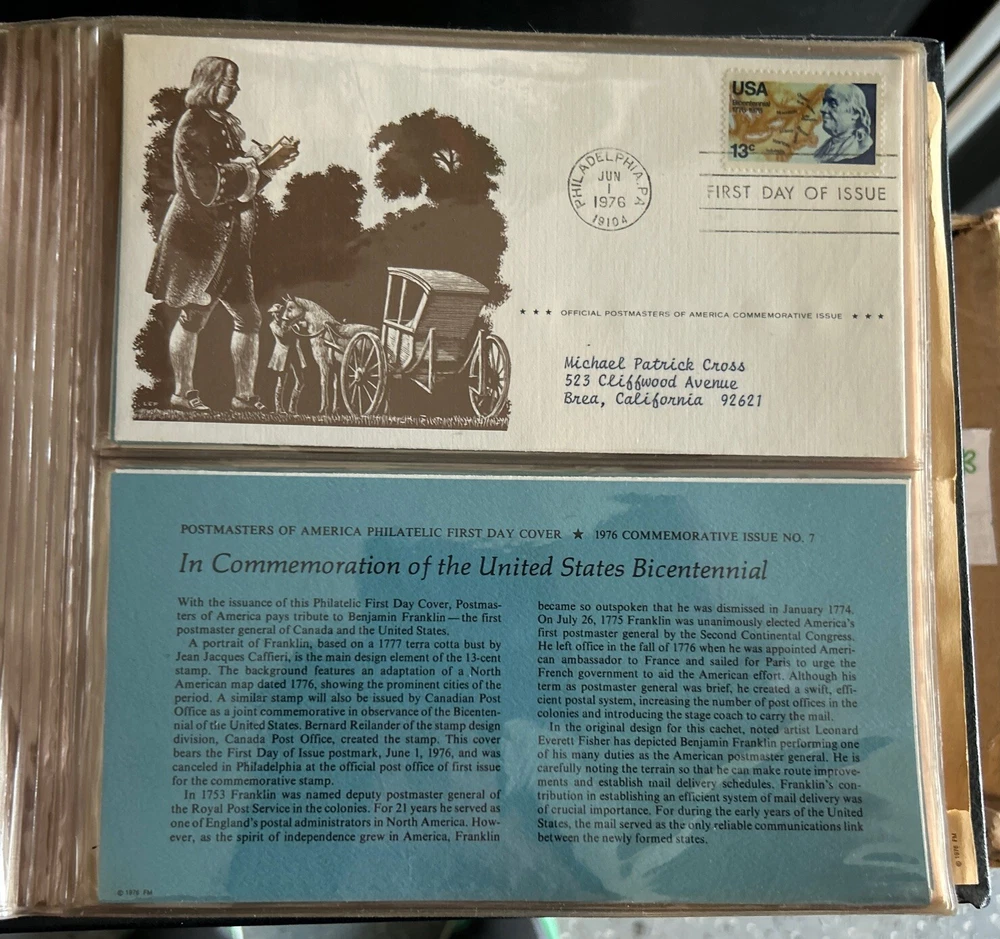 USA
Bicentennial
1776-1976
13c
PHILADELPHIA, PA
JUN
1
1976
19104
FIRST DAY OF ISSUE
★ ★ ★ OFFICIAL POSTMASTERS OF AMERICA COMMEMORATIVE ISSUE ★ ★ ★
Michael Patrick Cross
523 Cliffwood Avenue
Brea, California 92621
LEF
POSTMASTERS OF AMERICA PHILATELIC FIRST DAY COVER ★ 1976 COMMEMORATIVE ISSUE NO. 7
In Commemoration of the United States Bicentennial
With the issuance of this Philatelic First Day Cover, Postmas-
ters of America pays tribute to Benjamin Franklin—the first
postmaster general of Canada and the United States.
A portrait of Franklin, based on a 1777 terra cotta bust by
Jean Jacques Caffieri, is the main design element of the 13-cent
stamp. The background features an adaptation of a North
American map dated 1776, showing the prominent cities of the
period. A similar stamp will also be issued by Canadian Post
Office as a joint commemorative in observance of the Bicenten-
nial of the United States. Bernard Reilander of the stamp design
division, Canada Post Office, created the stamp. This cover
bears the First Day of Issue postmark, June 1, 1976, and was
canceled in Philadelphia at the official post office of first issue
for the commemorative stamp.
In 1753 Franklin was named deputy postmaster general of
the Royal Post Service in the colonies. For 21 years he served as
one of England's postal administrators in North America. How-
ever, as the spirit of independence grew in America, Franklin
became so outspoken that he was dismissed in January 1774.
On July 26, 1775 Franklin was unanimously elected America's
first postmaster general by the Second Continental Congress.
He left office in the fall of 1776 when he was appointed Ameri-
can ambassador to France and sailed for Paris to urge the
French government to aid the American effort. Although his
term as postmaster general was brief, he created a swift, effi-
cient postal system, increasing the number of post offices in the
colonies and introducing the stage coach to carry the mail.
In the original design for this cachet, noted artist Leonard
Everett Fisher has depicted Benjamin Franklin performing one
of his many duties as the American postmaster general. He is
carefully noting the terrain so that he can make route improve-
ments and establish mail delivery schedules. Franklin's con-
tribution in establishing an efficient system of mail delivery was
of crucial importance. For during the early years of the United
States, the mail served as the only reliable communications link
between the newly formed states.
© 1976 FM
© 1976 FM